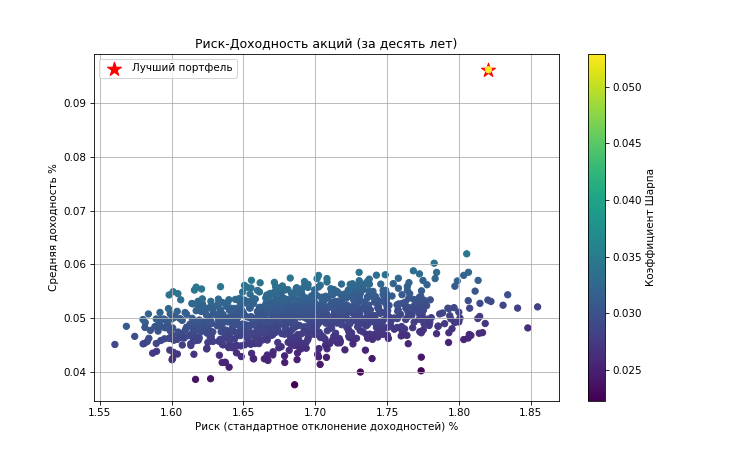 Риск-Доходность акций (за десять лет)
Лучший портфель
Средняя доходность %
0.09
0.08
0.07
0.06
0.05
0.04
1.55 1.60 1.65 1.70 1.75 1.80 1.85
Риск (стандартное отклонение доходностей) %
0.050
0.045
0.040
0.035
0.030
0.025
Коэффициент Шарпа